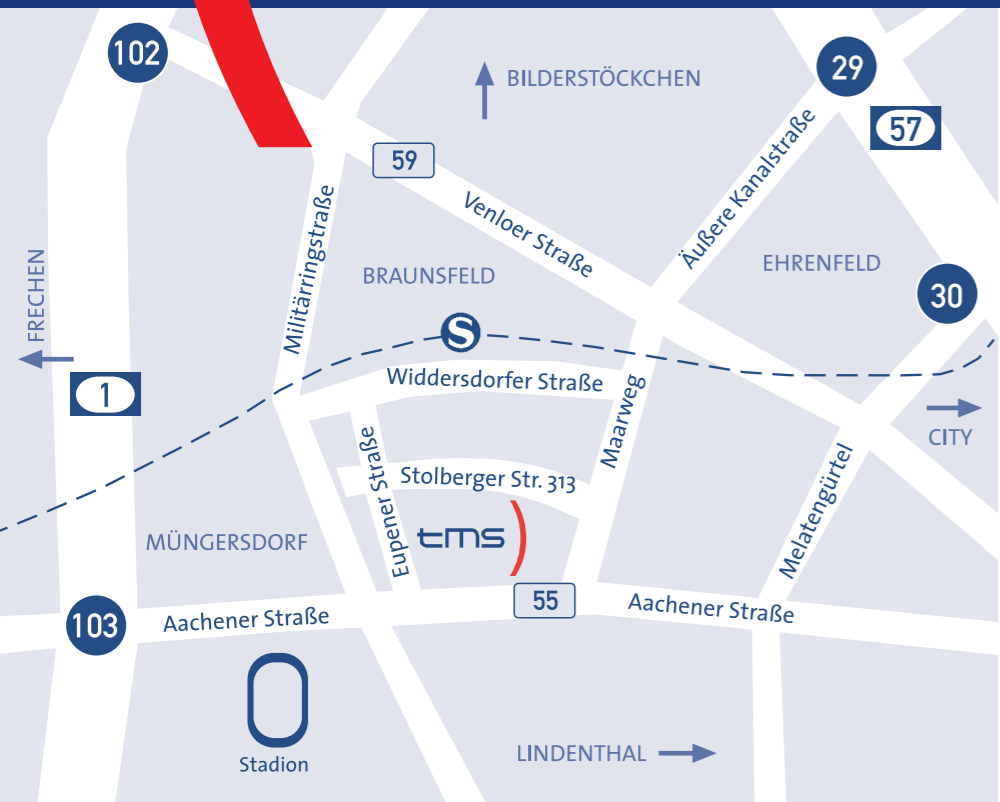 102
29
BILDERSTÖCKCHEN
57
59
Venloer Straße
Äußere Kanalstraße
Militärringstraße
BRAUNSFELD
EHRENFELD
30
FRECHEN
S
1
Widdersdorfer Straße
Maarweg
CITY
Eupener Straße
Stolberger Str. 313
Melatengürtel
MÜNGERSDORF
tms
103
Aachener Straße
55
Aachener Straße
Stadion
LINDENTHAL